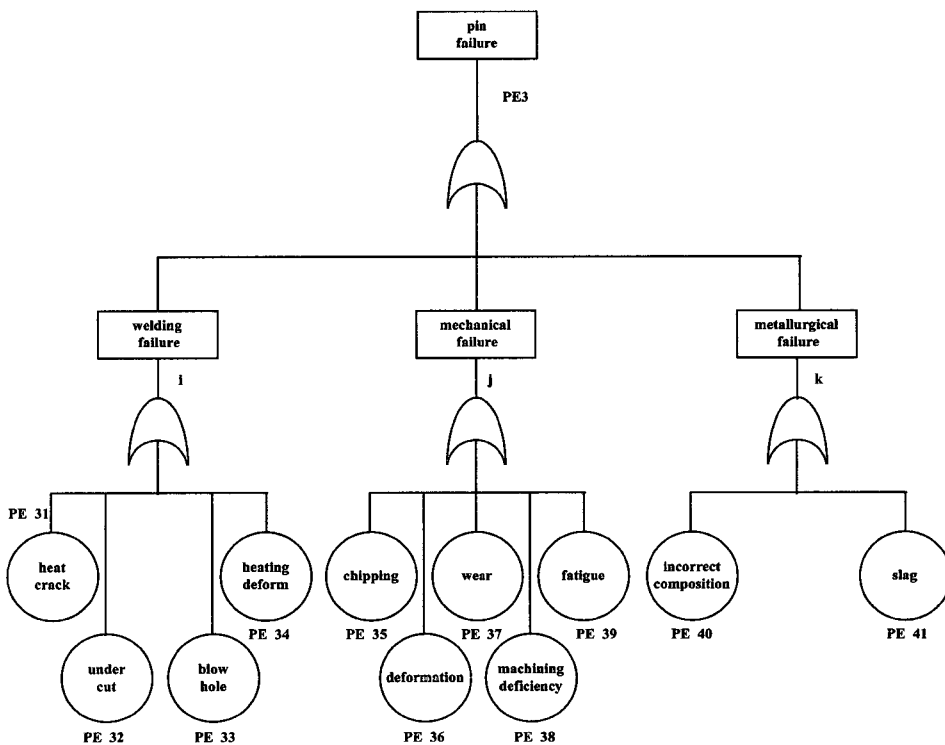 pin
failure
PE3
welding
failure
mechanical
failure
metallurgical
failure
i
j
k
PE 31
heat
crack
heating
deform
chipping
wear
fatigue
incorrect
composition
slag
PE 34
PE 35
PE 37
PE 39
PE 40
PE 41
under
cut
blow
hole
deformation
machining
deficiency
PE 32
PE 33
PE 36
PE 38